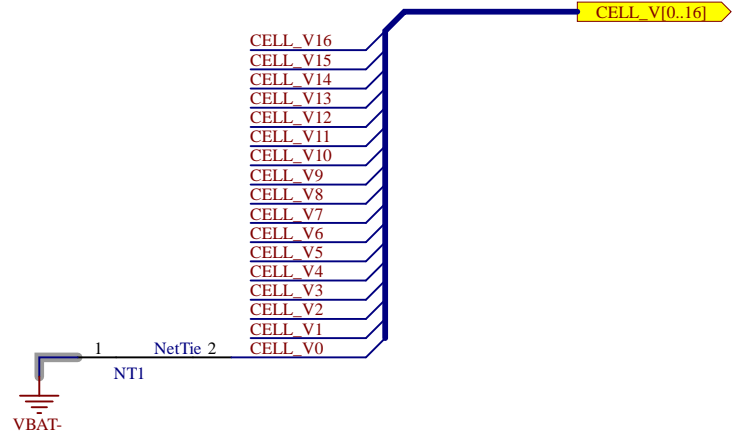 CELL_V[0..16]
CELL_V16
CELL_V15
CELL_V14
CELL_V13
CELL_V12
CELL_V11
CELL_V10
CELL_V9
CELL_V8
CELL_V7
CELL_V6
CELL_V5
CELL_V4
CELL_V3
CELL_V2
CELL_V1
1 NetTie 2 CELL_V0
NT1
VBAT-